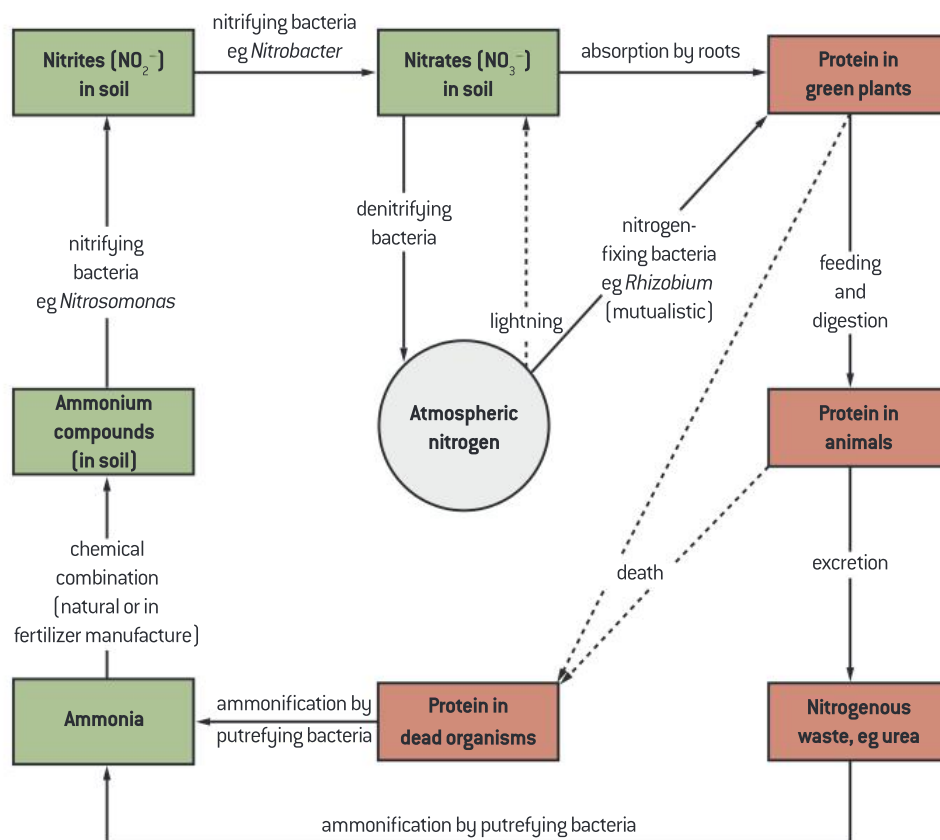 nitrifying bacteria
eg Nitrobacter
Nitrites (NO₂⁻)
in soil
Nitrates (NO₃⁻)
in soil
absorption by roots
Protein in
green plants
denitrifying
bacteria
nitrifying
bacteria
eg Nitrosomonas
lightning
nitrogen-
fixing bacteria
eg Rhizobium
(mutualistic)
feeding
and
digestion
Atmospheric
nitrogen
Ammonium
compounds
(in soil)
Protein in
animals
chemical
combination
(natural or in
fertilizer manufacture)
death
excretion
Ammonia
ammonification by
putrefying bacteria
Protein in
dead organisms
Nitrogenous
waste, eg urea
ammonification by putrefying bacteria